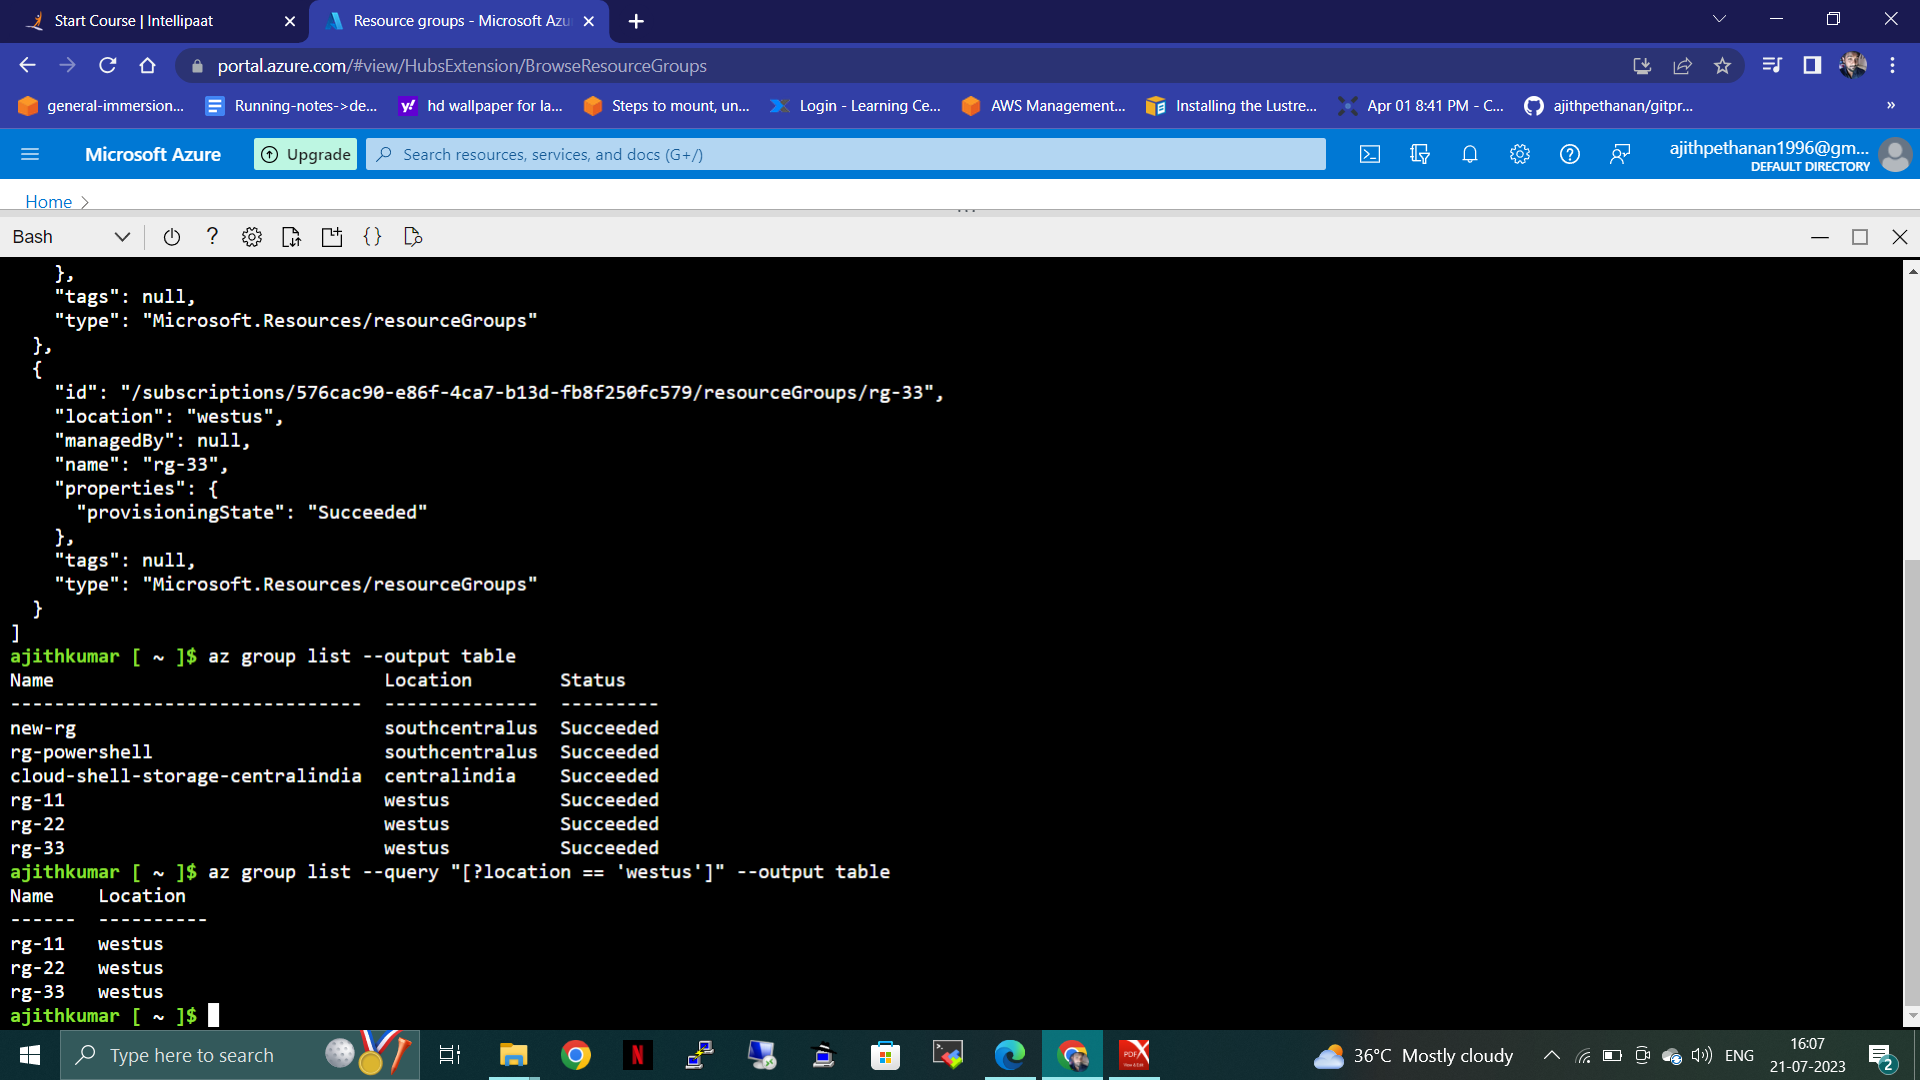 Start Course | Intellipaat
Resource groups - Microsoft Azu
portal.azure.com/#view/HubsExtension/BrowseResourceGroups
general-immersion...
Running-notes->de...
hd wallpaper for la...
Steps to mount, un...
Login - Learning Ce...
AWS Management...
Installing the Lustre...
Apr 01 8:41 PM - C...
ajithpethanan/gitpr...
»
Microsoft Azure
Upgrade
Search resources, services, and docs (G+/)
ajithpethanan1996@gm...
DEFAULT DIRECTORY
Home >
Bash
    },
    "tags": null,
    "type": "Microsoft.Resources/resourceGroups"
  },
  {
    "id": "/subscriptions/576cac90-e86f-4ca7-b13d-fb8f250fc579/resourceGroups/rg-33",
    "location": "westus",
    "managedBy": null,
    "name": "rg-33",
    "properties": {
      "provisioningState": "Succeeded"
    },
    "tags": null,
    "type": "Microsoft.Resources/resourceGroups"
  }
]
ajithkumar [ ~ ]$ az group list --output table
Name                              Location        Status
--------------------------------  --------------  ---------
new-rg                            southcentralus  Succeeded
rg-powershell                     southcentralus  Succeeded
cloud-shell-storage-centralindia  centralindia    Succeeded
rg-11                             westus          Succeeded
rg-22                             westus          Succeeded
rg-33                             westus          Succeeded
ajithkumar [ ~ ]$ az group list --query "[?location == 'westus']" --output table
Name    Location
------  ----------
rg-11   westus
rg-22   westus
rg-33   westus
ajithkumar [ ~ ]$
Type here to search
N
PDF X
36°C Mostly cloudy
ENG
16:07
21-07-2023
2